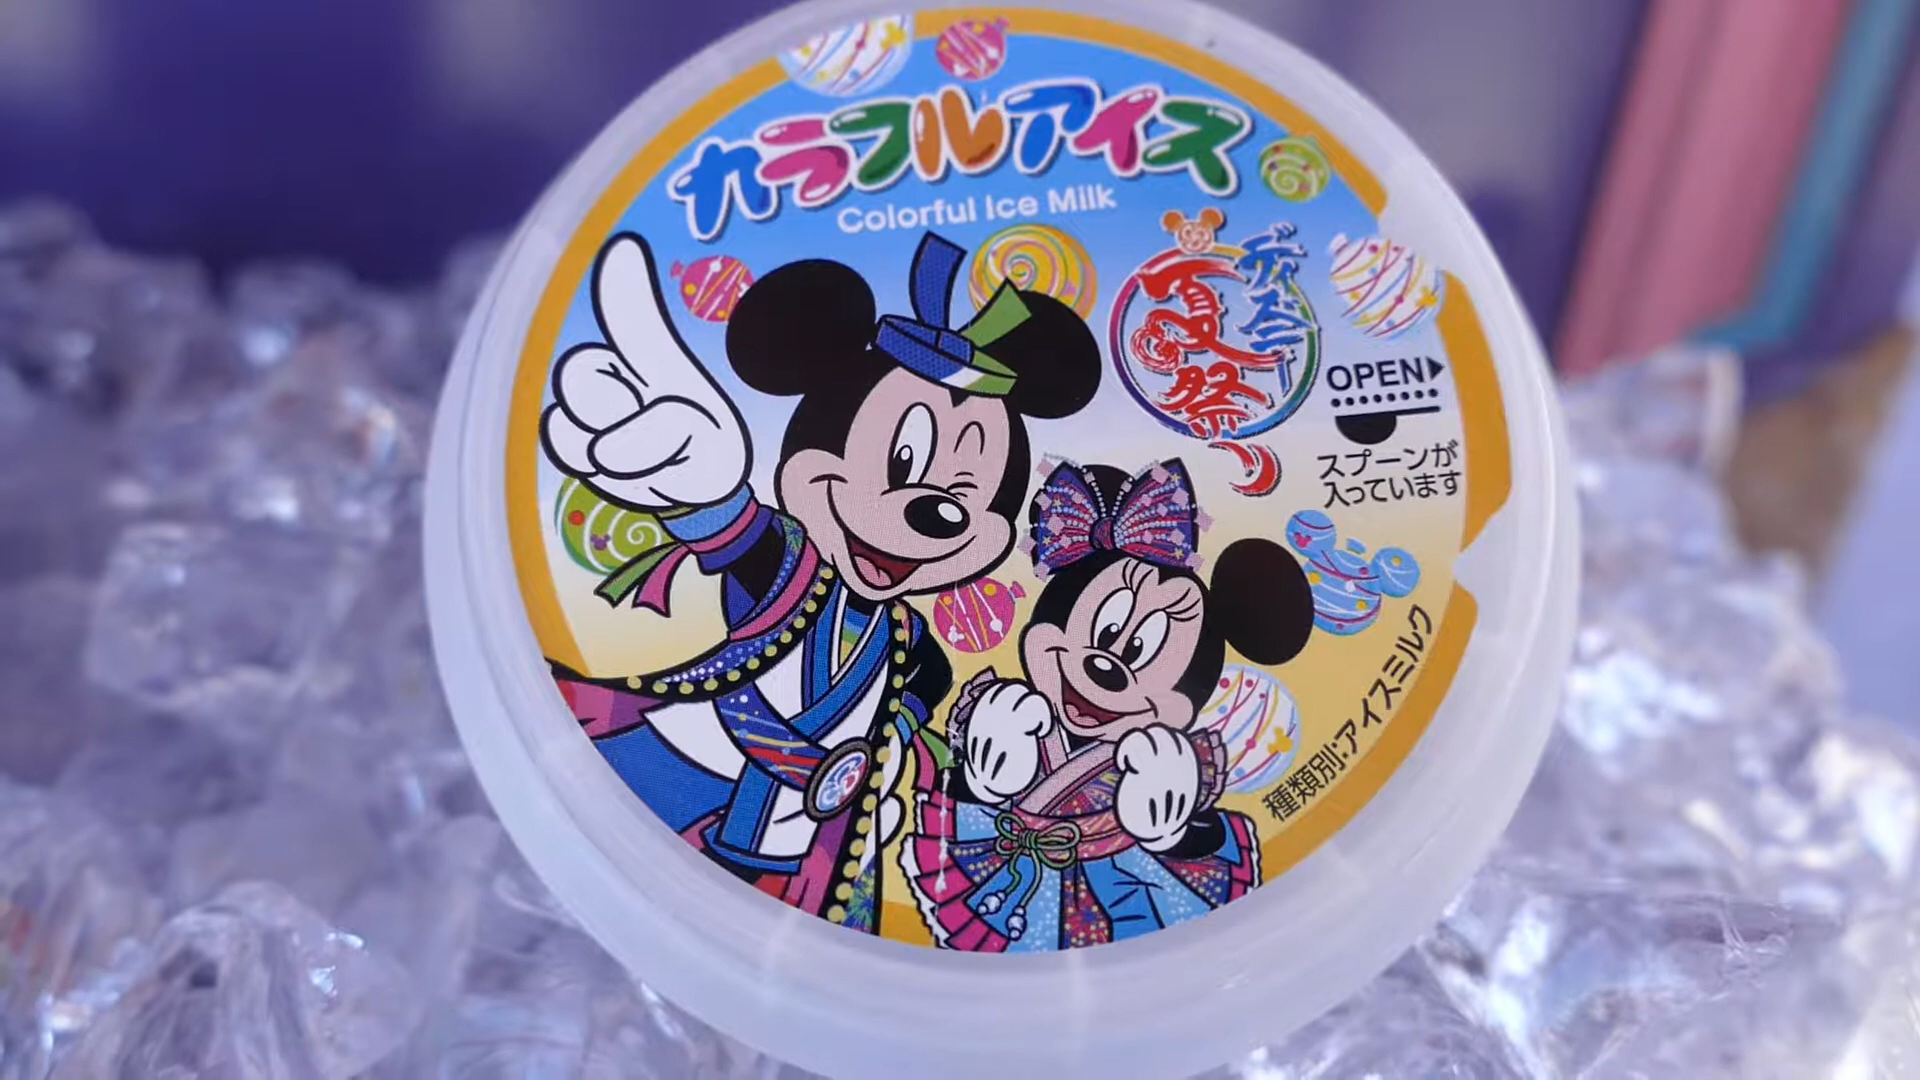 カラフルアイス
Colorful Ice Milk
ディズニー
夏祭り
OPEN
スプーンが
入っています
種類別:アイスミルク